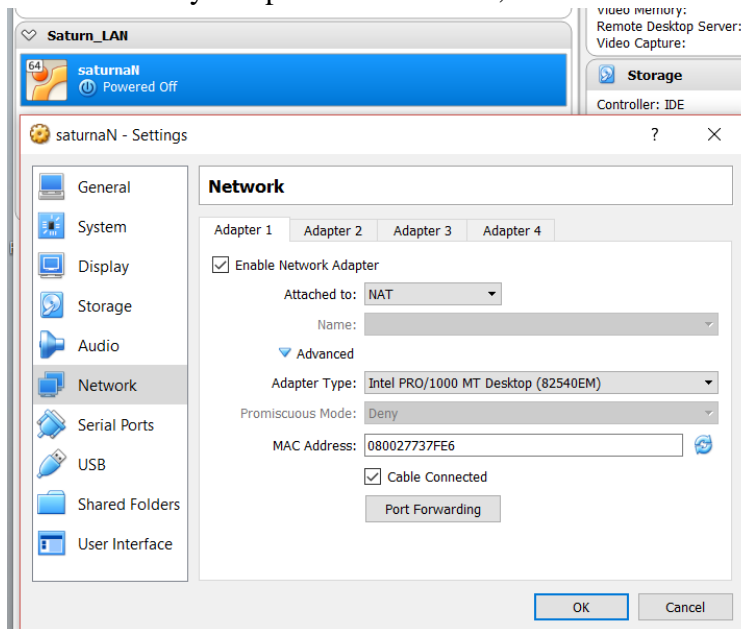 Video Memory:
Remote Desktop Server:
Video Capture:
Saturn_LAN
64
saturnaN
Powered Off
Storage
Controller: IDE
saturnaN - Settings
? ×
General
System
Display
Storage
Audio
Network
Serial Ports
USB
Shared Folders
User Interface
Network
Adapter 1 Adapter 2 Adapter 3 Adapter 4
Enable Network Adapter
Attached to: NAT
Name:
Advanced
Adapter Type: Intel PRO/1000 MT Desktop (82540EM)
Promiscuous Mode: Deny
MAC Address: 080027737FE6
Cable Connected
Port Forwarding
OK Cancel